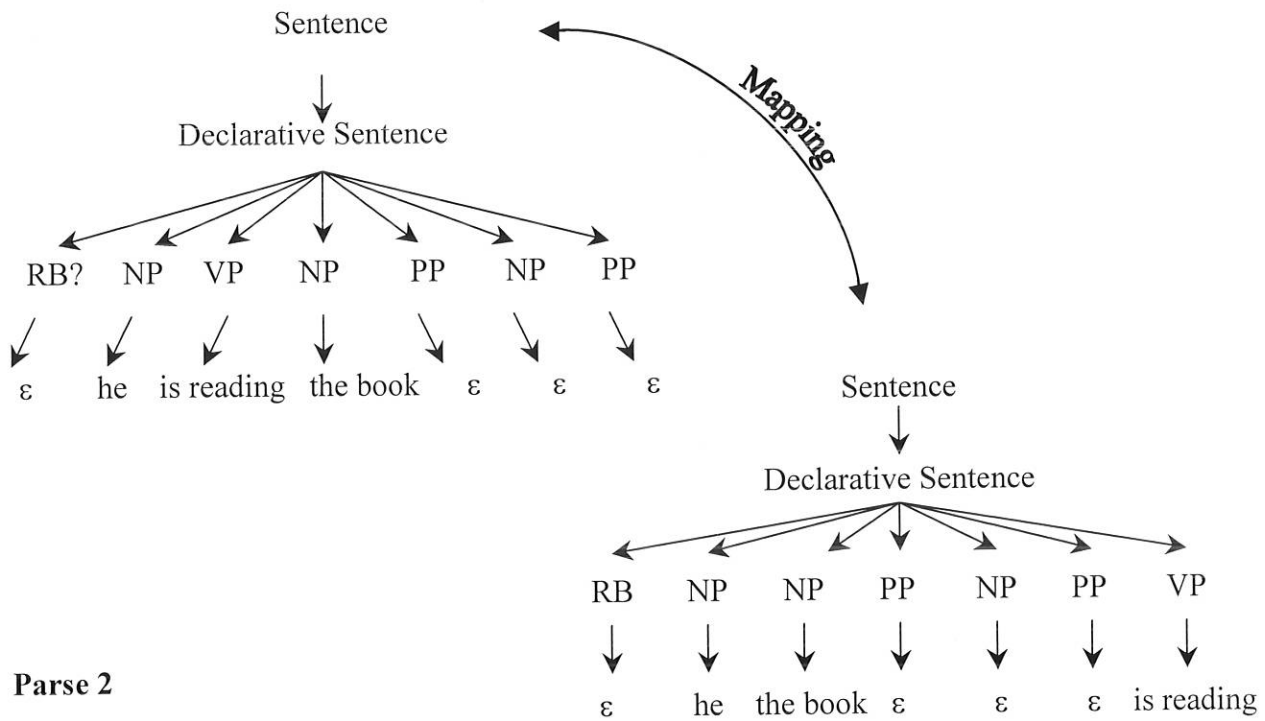 Sentence
Mapping
Declarative Sentence
RB? NP VP NP PP NP PP
ε he is reading the book ε ε ε
Sentence
Declarative Sentence
RB NP NP PP NP PP VP
ε he the book ε ε ε is reading
Parse 2